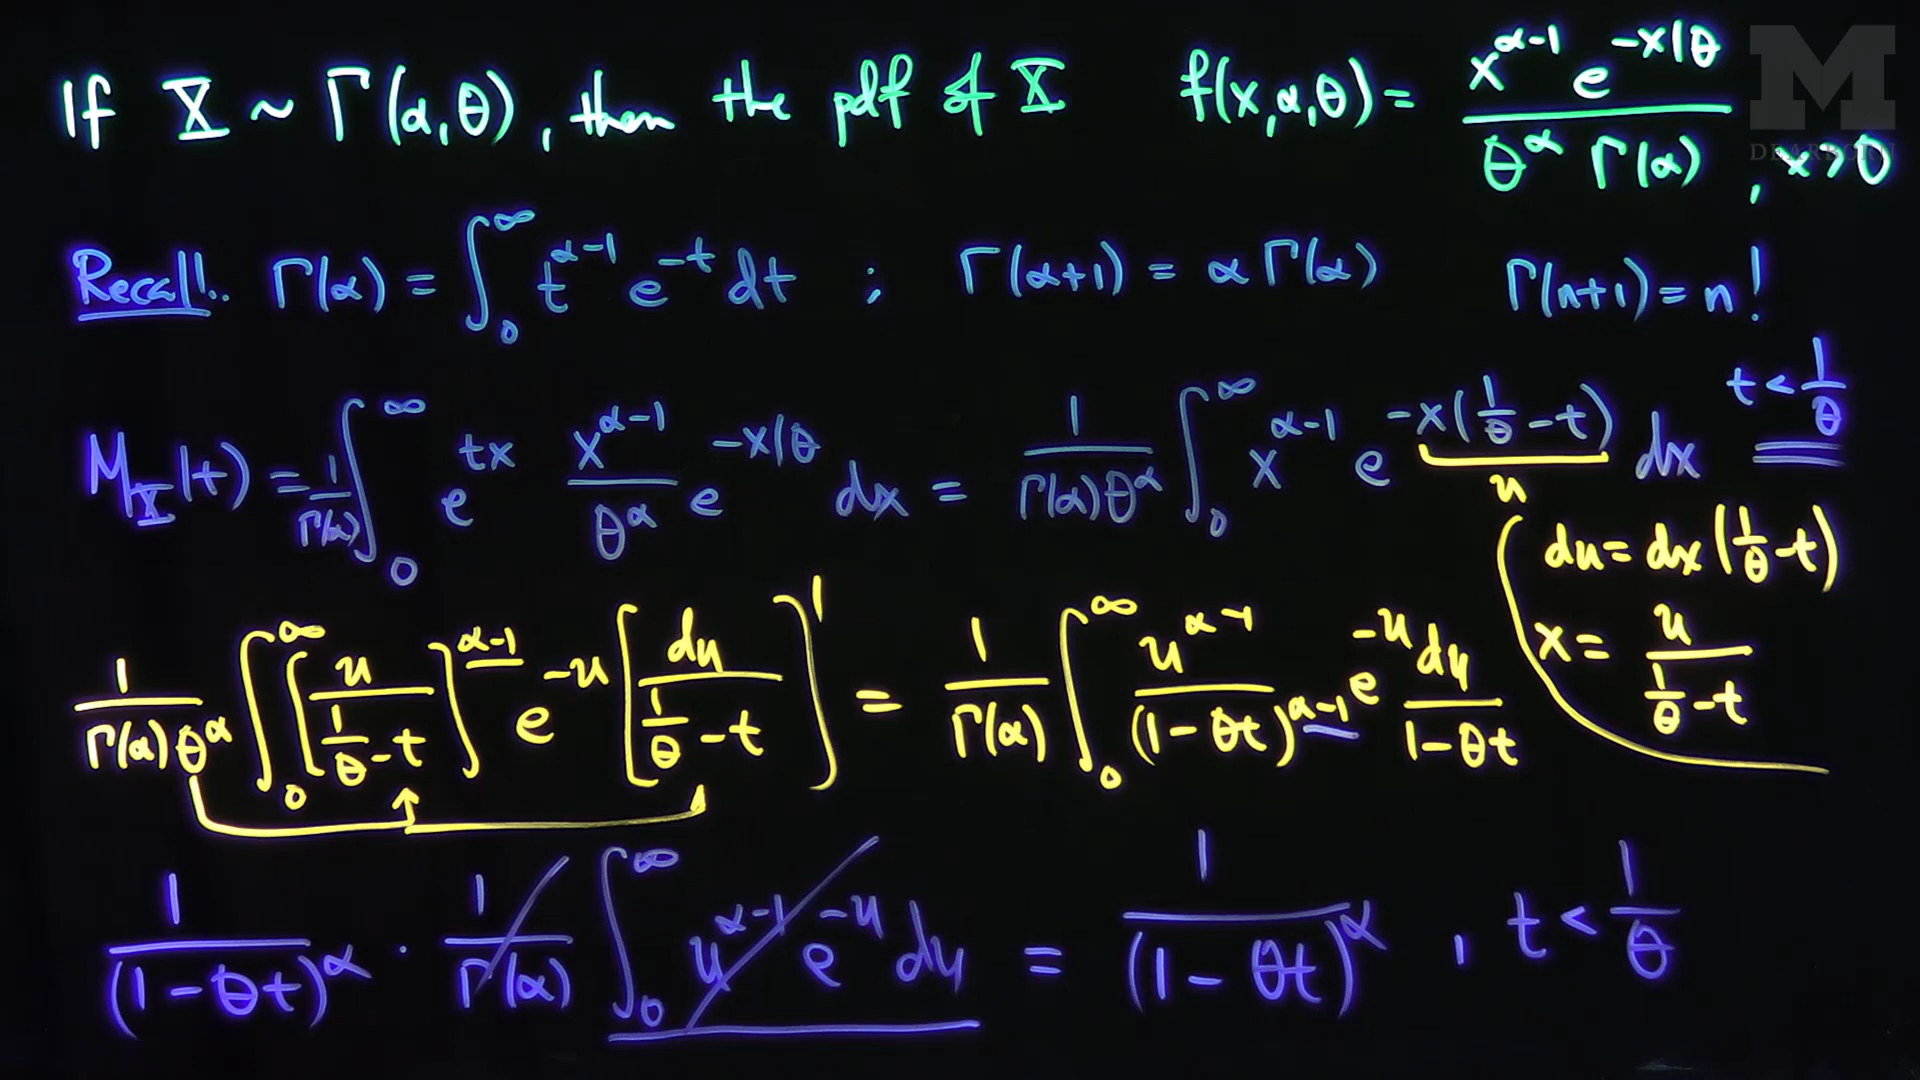 If X ~ Γ(α,θ), then the pdf of X f(x,α,θ) = x^{α-1} e^{-x/θ} / θ^α Γ(α) , x>0
M
DEARBORN
Recall: Γ(α) = ∫_0^∞ t^{α-1} e^{-t} dt ; Γ(α+1) = α Γ(α) Γ(n+1) = n!
M_X(t) = 1/Γ(α) ∫_0^∞ e^{tx} x^{α-1}/θ^α e^{-x/θ} dx = 1/(Γ(α)θ^α) ∫_0^∞ x^{α-1} e^{-x(1/θ - t)} dx t < 1/θ
u
du = dx (1/θ - t)
x = u/(1/θ - t)
1/(Γ(α)θ^α) ∫_0^∞ [u/(1/θ - t)]^{α-1} e^{-u} [du/(1/θ - t)]^1 = 1/Γ(α) ∫_0^∞ u^{α-1}/(1-θt)^{α-1} e^{-u} du/(1-θt)
1/(1-θt)^α · 1/Γ(α) ∫_0^∞ u^{α-1} e^{-u} du = 1/(1-θt)^α , t < 1/θ